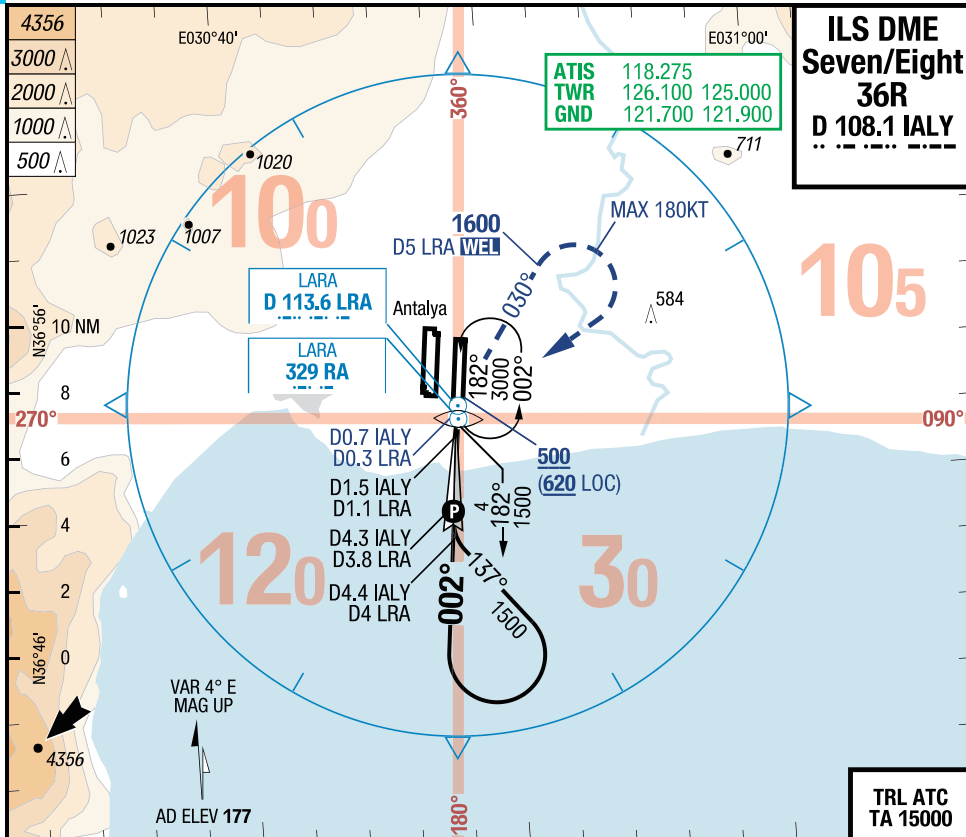 4356
3000
2000
1000
500
E030°40'
E031°00'
360°
ATIS 118.275
TWR 126.100 125.000
GND 121.700 121.900
ILS DME
Seven/Eight
36R
D 108.1 IALY
1020
711
100
1007
1023
1600
D5 LRA WEL
MAX 180KT
105
030°
584
LARA
D 113.6 LRA
Antalya
LARA
329 RA
N36°56'
10 NM
8
6
4
2
0
182°
3000
002°
270°
090°
D0.7 IALY
D0.3 LRA
500
(620 LOC)
D1.5 IALY
D1.1 LRA
4
182°
1500
P
D4.3 IALY
D3.8 LRA
120
30
137°
1500
D4.4 IALY
D4 LRA
002°
N36°46'
VAR 4° E
MAG UP
4356
AD ELEV 177
180°
TRL ATC
TA 15000